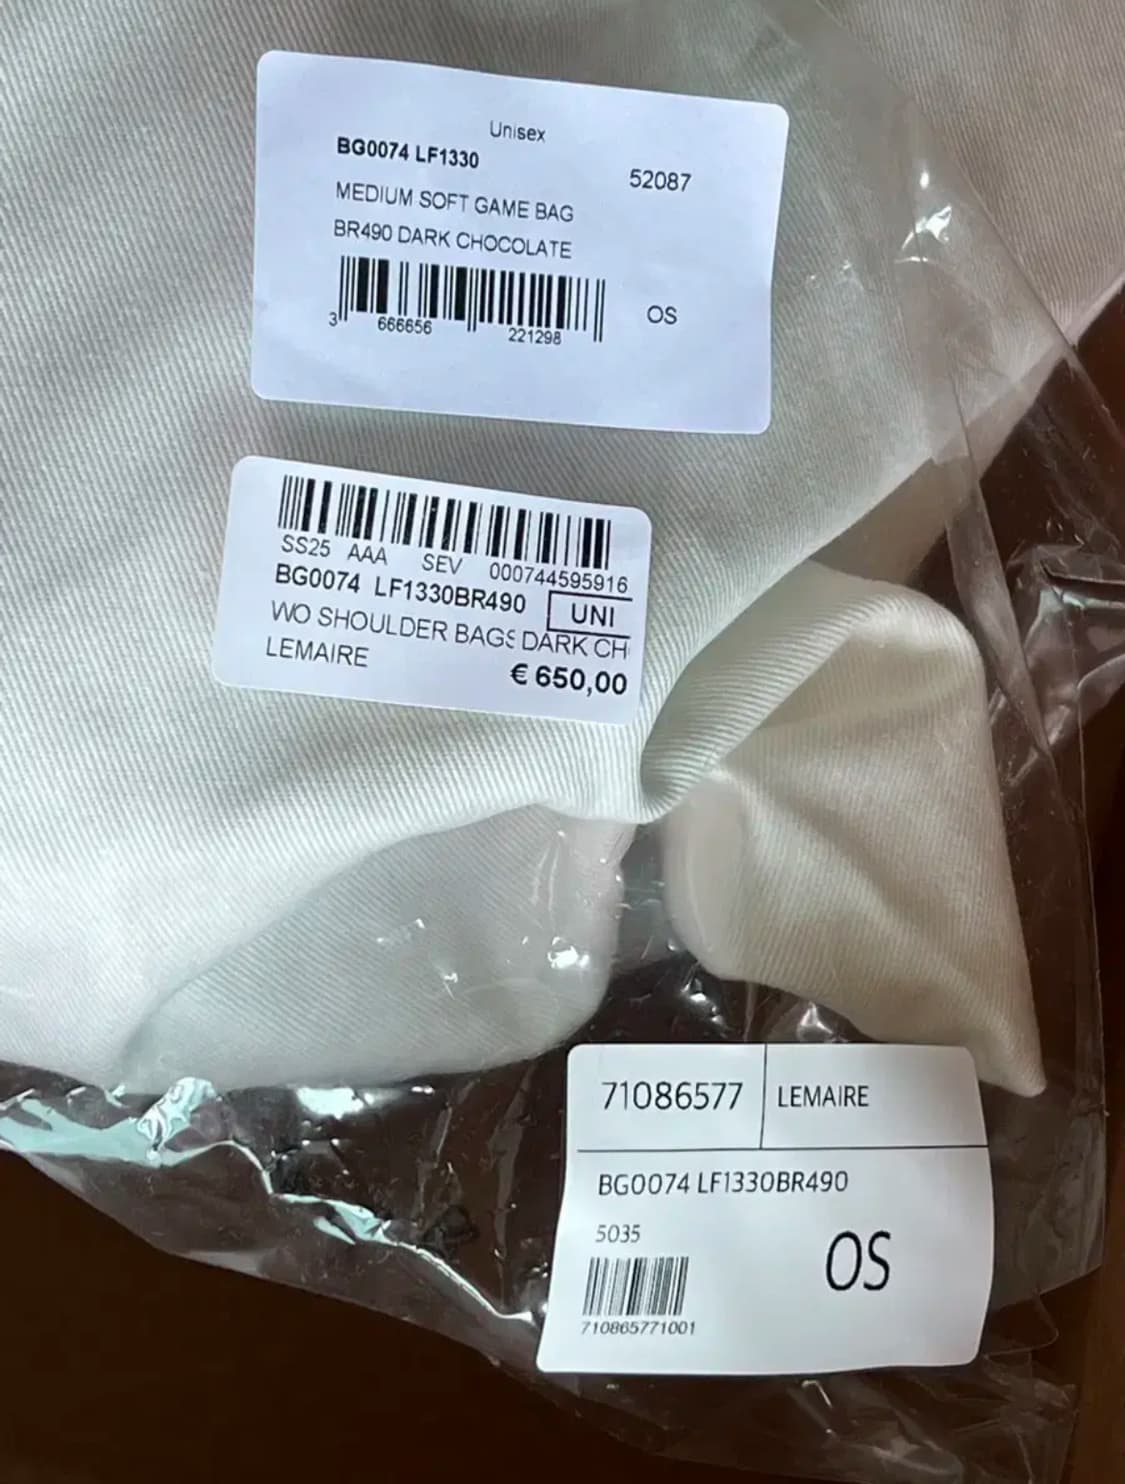 Unisex
BG0074 LF1330
52087
MEDIUM SOFT GAME BAG
BR490 DARK CHOCOLATE
OS
3 666656 221298
SS25 AAA SEV 000744595916
BG0074 LF1330BR490 UNI
WO SHOULDER BAGS DARK CH
LEMAIRE
€ 650,00
71086577 LEMAIRE
BG0074 LF1330BR490
5035
OS
710865771001